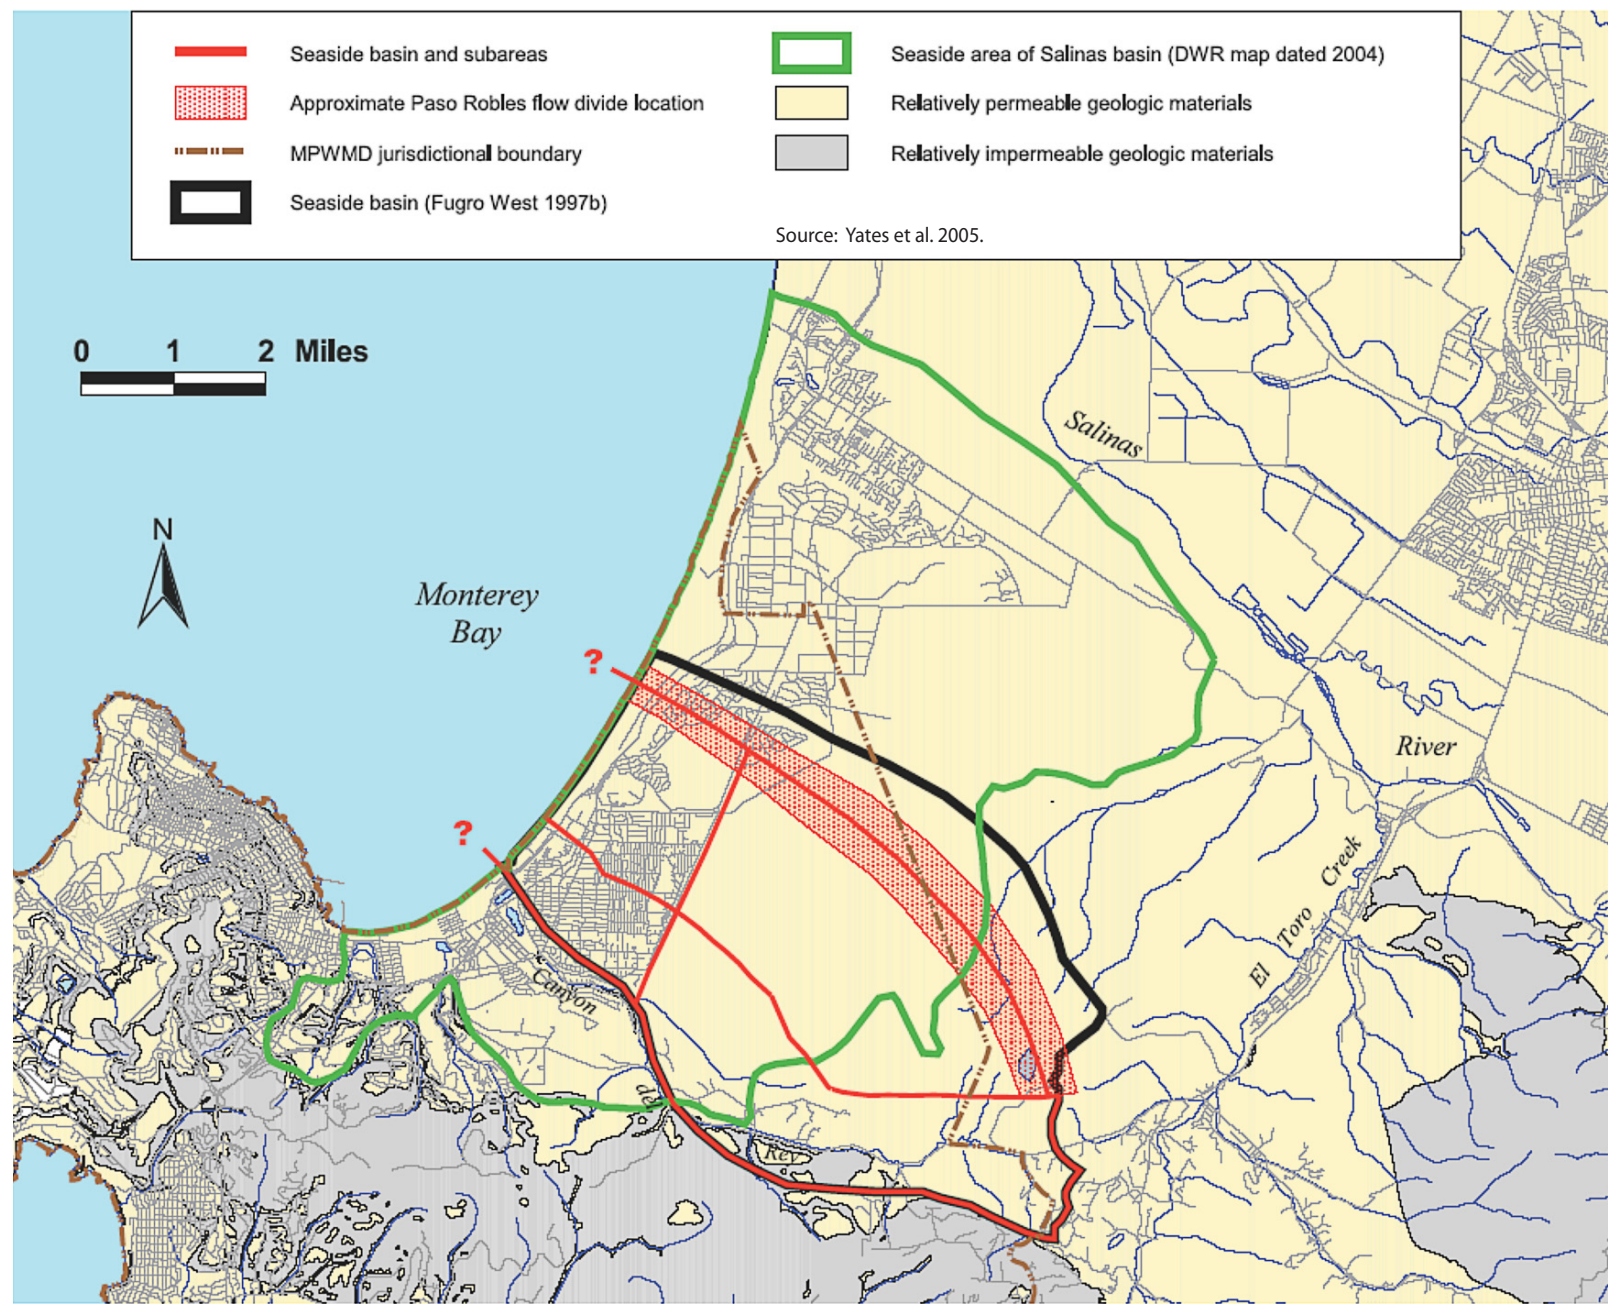 Seaside basin and subareas
Approximate Paso Robles flow divide location
MPWMD jurisdictional boundary
Seaside basin (Fugro West 1997b)
Seaside area of Salinas basin (DWR map dated 2004)
Relatively permeable geologic materials
Relatively impermeable geologic materials
Source: Yates et al. 2005.
0 1 2 Miles
N
Monterey
Bay
Salinas
River
El Toro Creek
?
?
Canyon
del
Rey